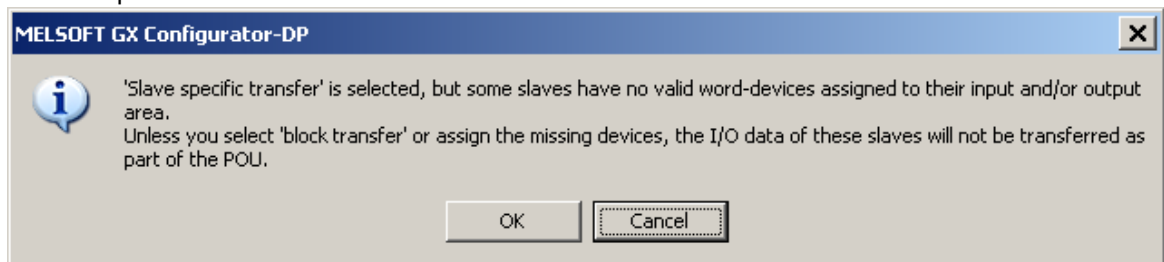 MELSOFT GX Configurator-DP
'Slave specific transfer' is selected, but some slaves have no valid word-devices assigned to their input and/or output
area.
Unless you select 'block transfer' or assign the missing devices, the I/O data of these slaves will not be transferred as
part of the POU.
OK Cancel